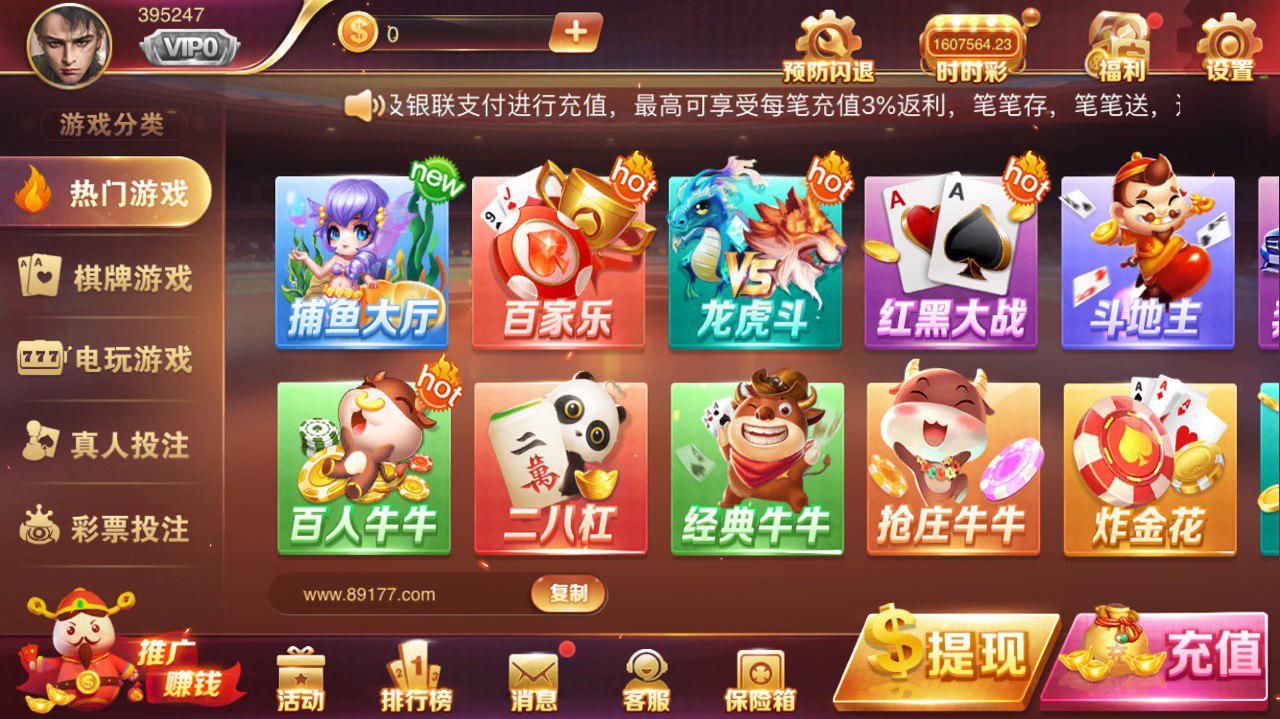 395247
VIP0
0
预防闪退
1607564.23
时时彩
福利
设置
及银联支付进行充值，最高可享受每笔充值3%返利，笔笔存，笔笔送，
游戏分类
热门游戏
棋牌游戏
777
电玩游戏
真人投注
彩票投注
new
捕鱼大厅
hot
9 J
百家乐
hot
VS
龙虎斗
hot
A A
红黑大战
斗地主
hot
百人牛牛
二萬
二八杠
经典牛牛
抢庄牛牛
A A
炸金花
www.89177.com
复制
推广
赚钱
活动
2 1 3
排行榜
消息
客服
保险箱
$
提现
充值